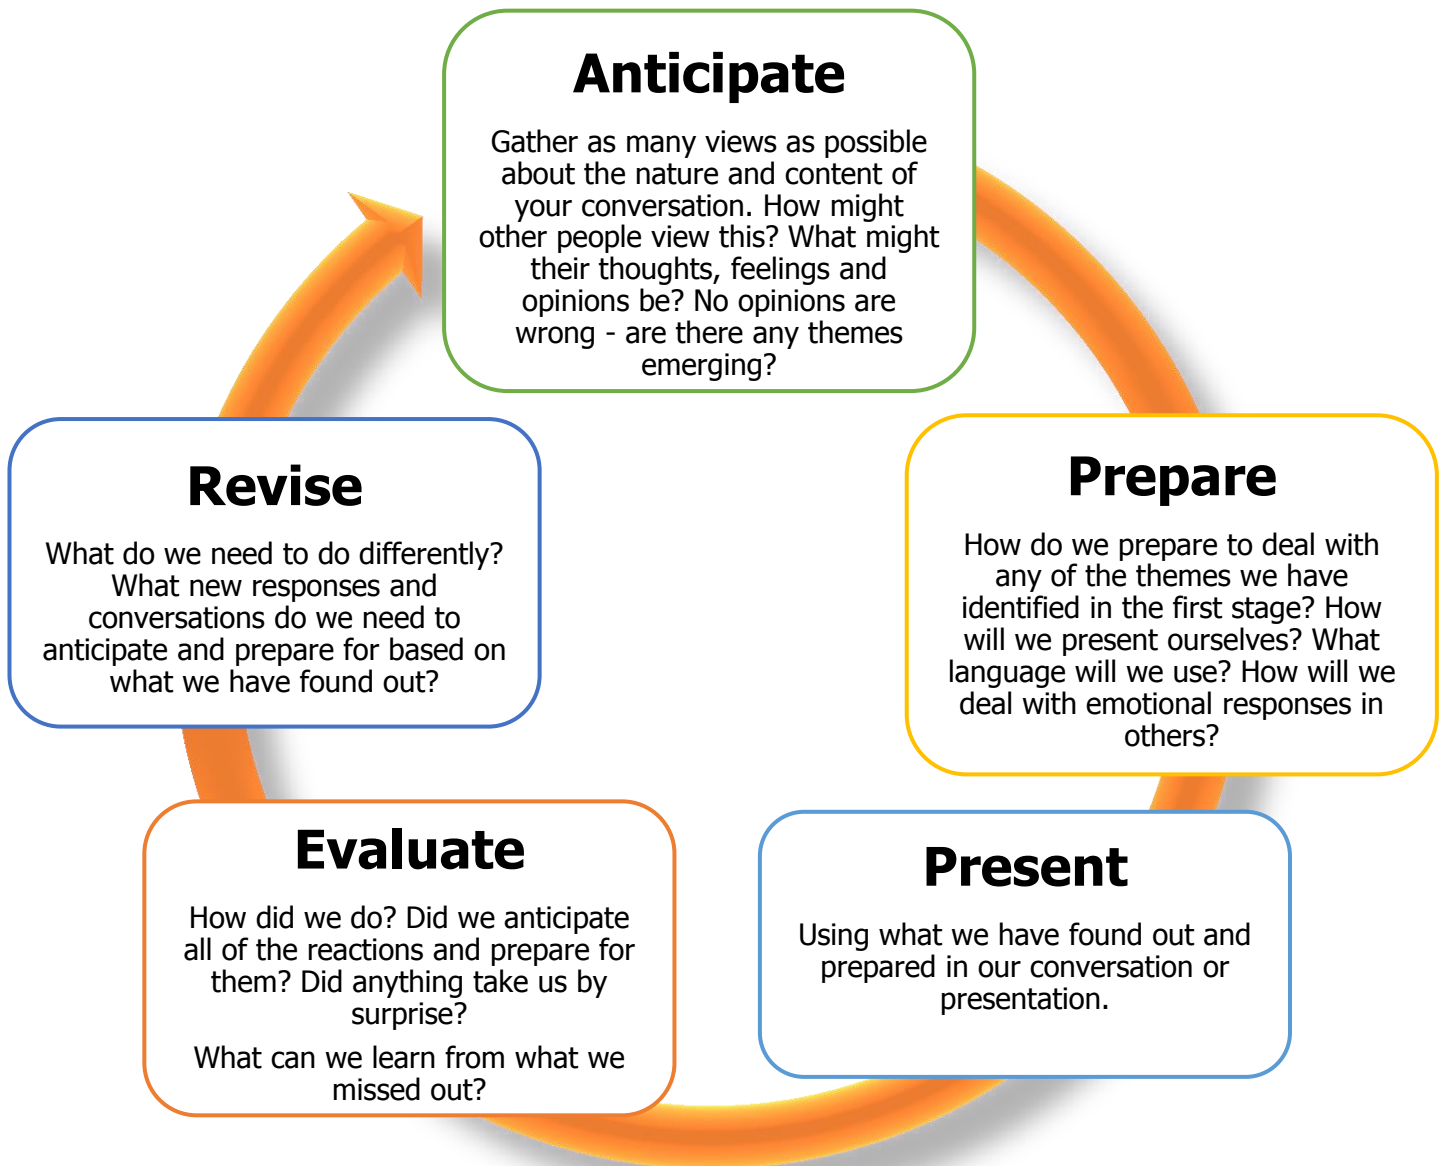 Anticipate
Gather as many views as possible
about the nature and content of
your conversation. How might
other people view this? What might
their thoughts, feelings and
opinions be? No opinions are
wrong - are there any themes
emerging?
Prepare
How do we prepare to deal with
any of the themes we have
identified in the first stage? How
will we present ourselves? What
language will we use? How will we
deal with emotional responses in
others?
Present
Using what we have found out and
prepared in our conversation or
presentation.
Evaluate
How did we do? Did we anticipate
all of the reactions and prepare for
them? Did anything take us by
surprise?
What can we learn from what we
missed out?
Revise
What do we need to do differently?
What new responses and
conversations do we need to
anticipate and prepare for based on
what we have found out?